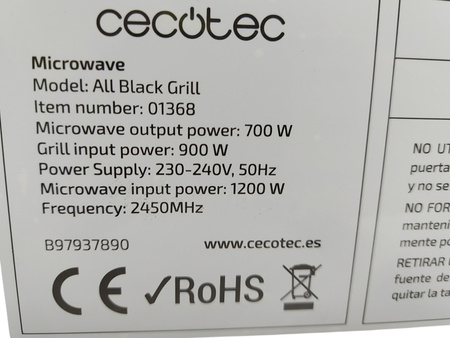 cecotec
Microwave
Model: All Black Grill
Item number: 01368
Microwave output power: 700 W
Grill input power: 900 W
Power Supply: 230-240V, 50Hz
Microwave input power: 1200 W
Frequency: 2450MHz
B97937890 www.cecotec.es
CE ✓RoHS
NO UT
puerta
y no se
NO FOR
manteni
mente po
RETIRAR
fuente de
quitar la ta